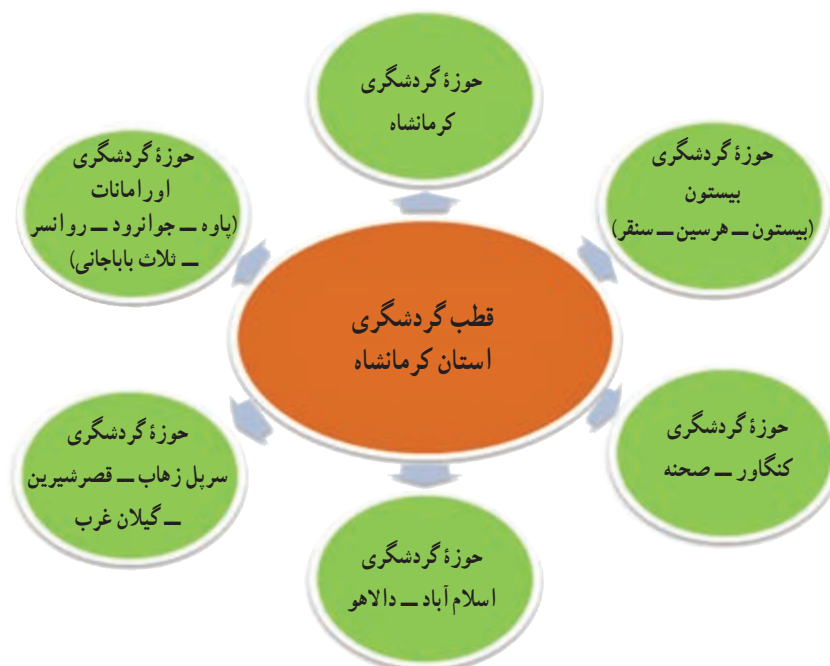 حوزهٔ گردشگری
کرمانشاه
حوزهٔ گردشگری
بیستون
(بیستون ــ هرسین ــ سنقر)
حوزهٔ گردشگری
اورامانات
(پاوه ــ جوانرود ــ روانسر
ــ ثلاث باباجانی)
قطب گردشگری
استان کرمانشاه
حوزهٔ گردشگری
کنگاور ــ صحنه
حوزهٔ گردشگری
سرپل زهاب ــ قصرشیرین
ــ گیلان غرب
حوزهٔ گردشگری
اسلام آباد ــ دالاهو